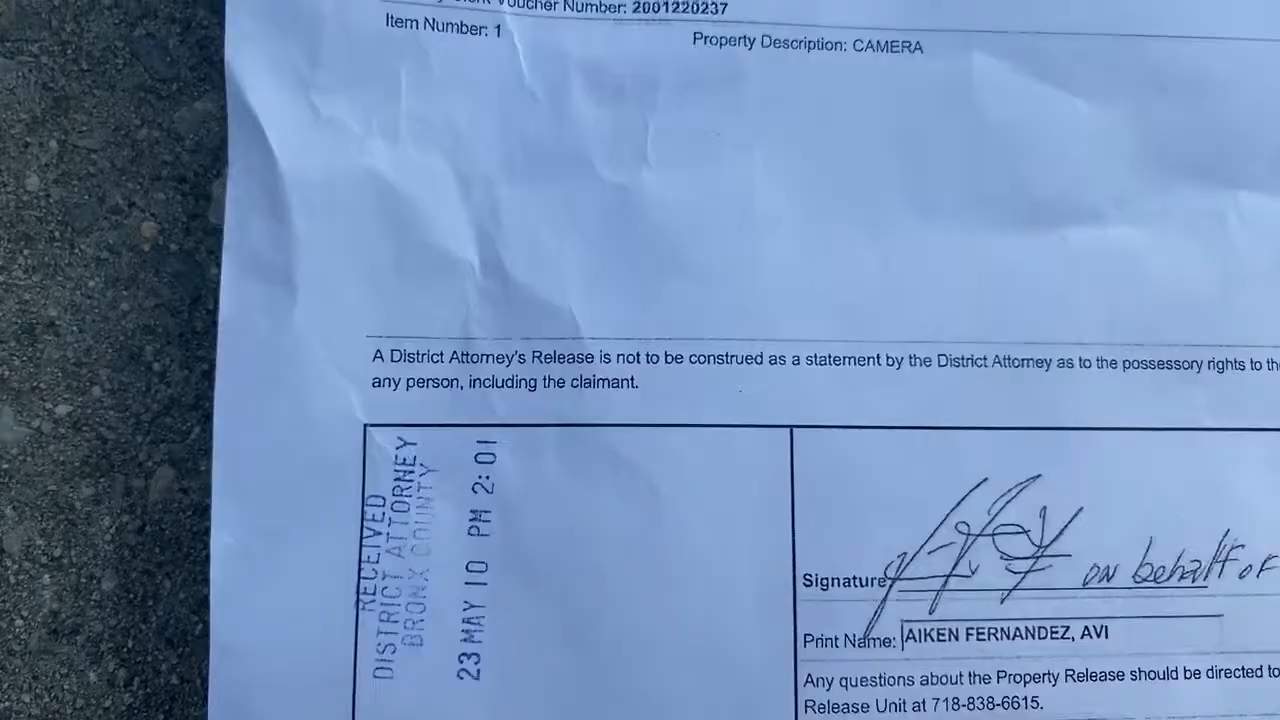 Voucher Number: 2001220237
Item Number: 1
Property Description: CAMERA
A District Attorney's Release is not to be construed as a statement by the District Attorney as to the possessory rights to
any person, including the claimant.
RECEIVED
DISTRICT ATTORNEY
BRONX COUNTY
23 MAY 10 PM 2:01
Signature
on behalf of
Print Name: AIKEN FERNANDEZ, AVI
Any questions about the Property Release should be directed to
Release Unit at 718-838-6615.